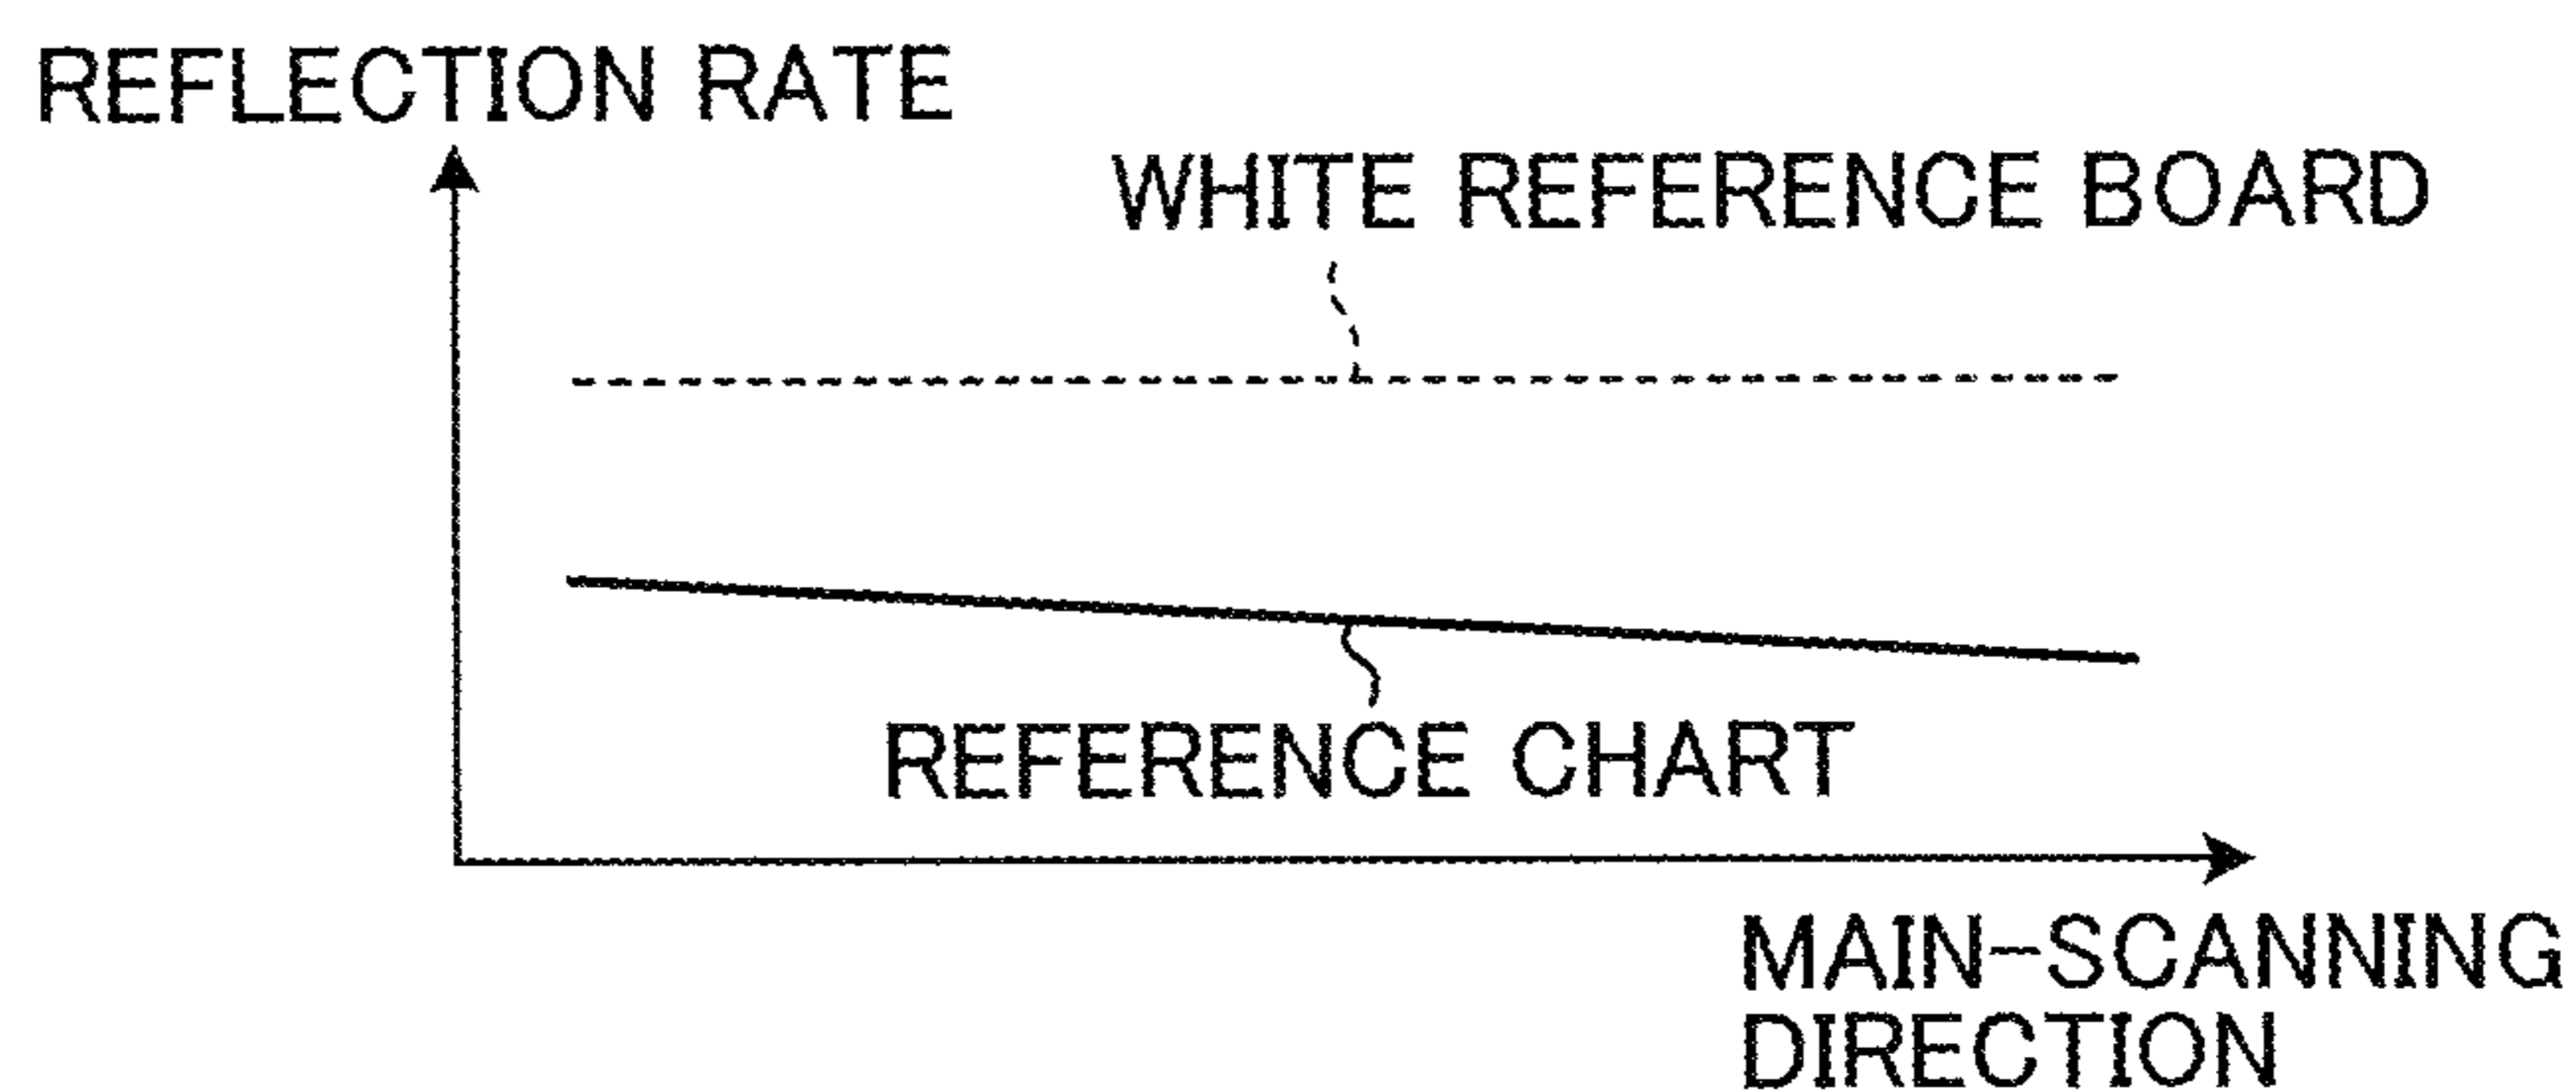 REFLECTION RATE
WHITE REFERENCE BOARD
REFERENCE CHART
MAIN-SCANNING
DIRECTION